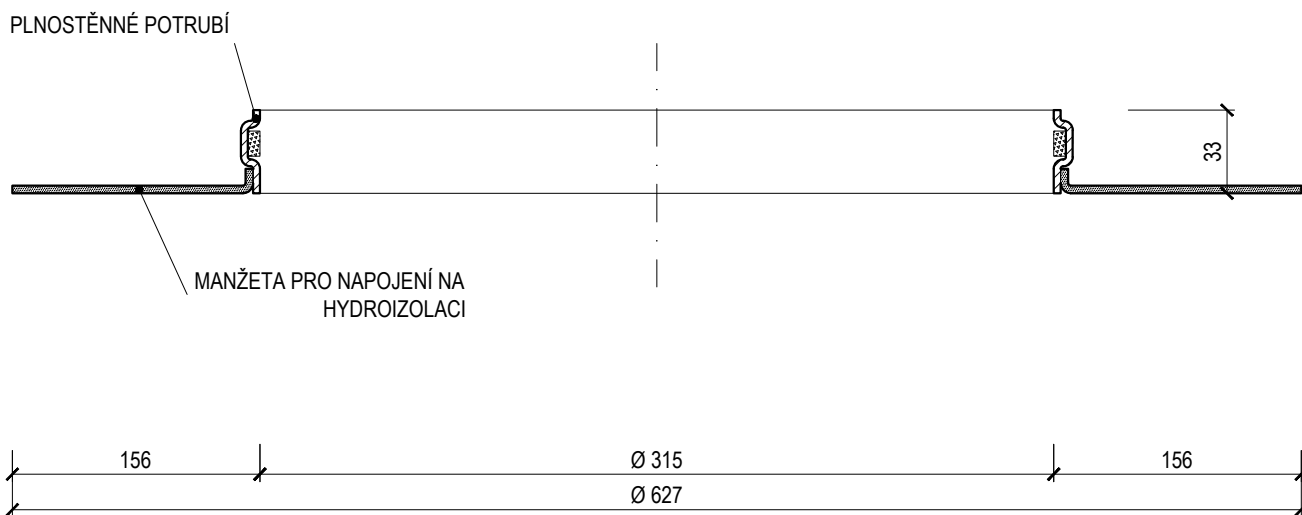 PLNOSTĚNNÉ POTRUBÍ
33
MANŽETA PRO NAPOJENÍ NA
HYDROIZOLACI
156
Ø 315
156
Ø 627